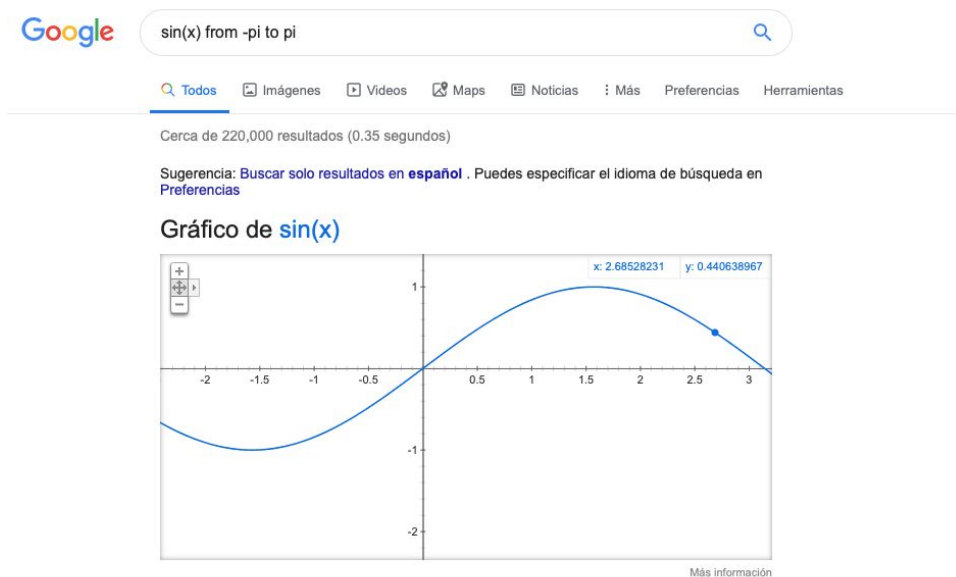 Google
sin(x) from -pi to pi
Todos Imágenes Videos Maps Noticias Más Preferencias Herramientas
Cerca de 220,000 resultados (0.35 segundos)
Sugerencia: Buscar solo resultados en español . Puedes especificar el idioma de búsqueda en
Preferencias
Gráfico de sin(x)
x: 2.68528231 y: 0.440638967
1
-2 -1.5 -1 -0.5 0.5 1 1.5 2 2.5 3
-1
-2
Más información